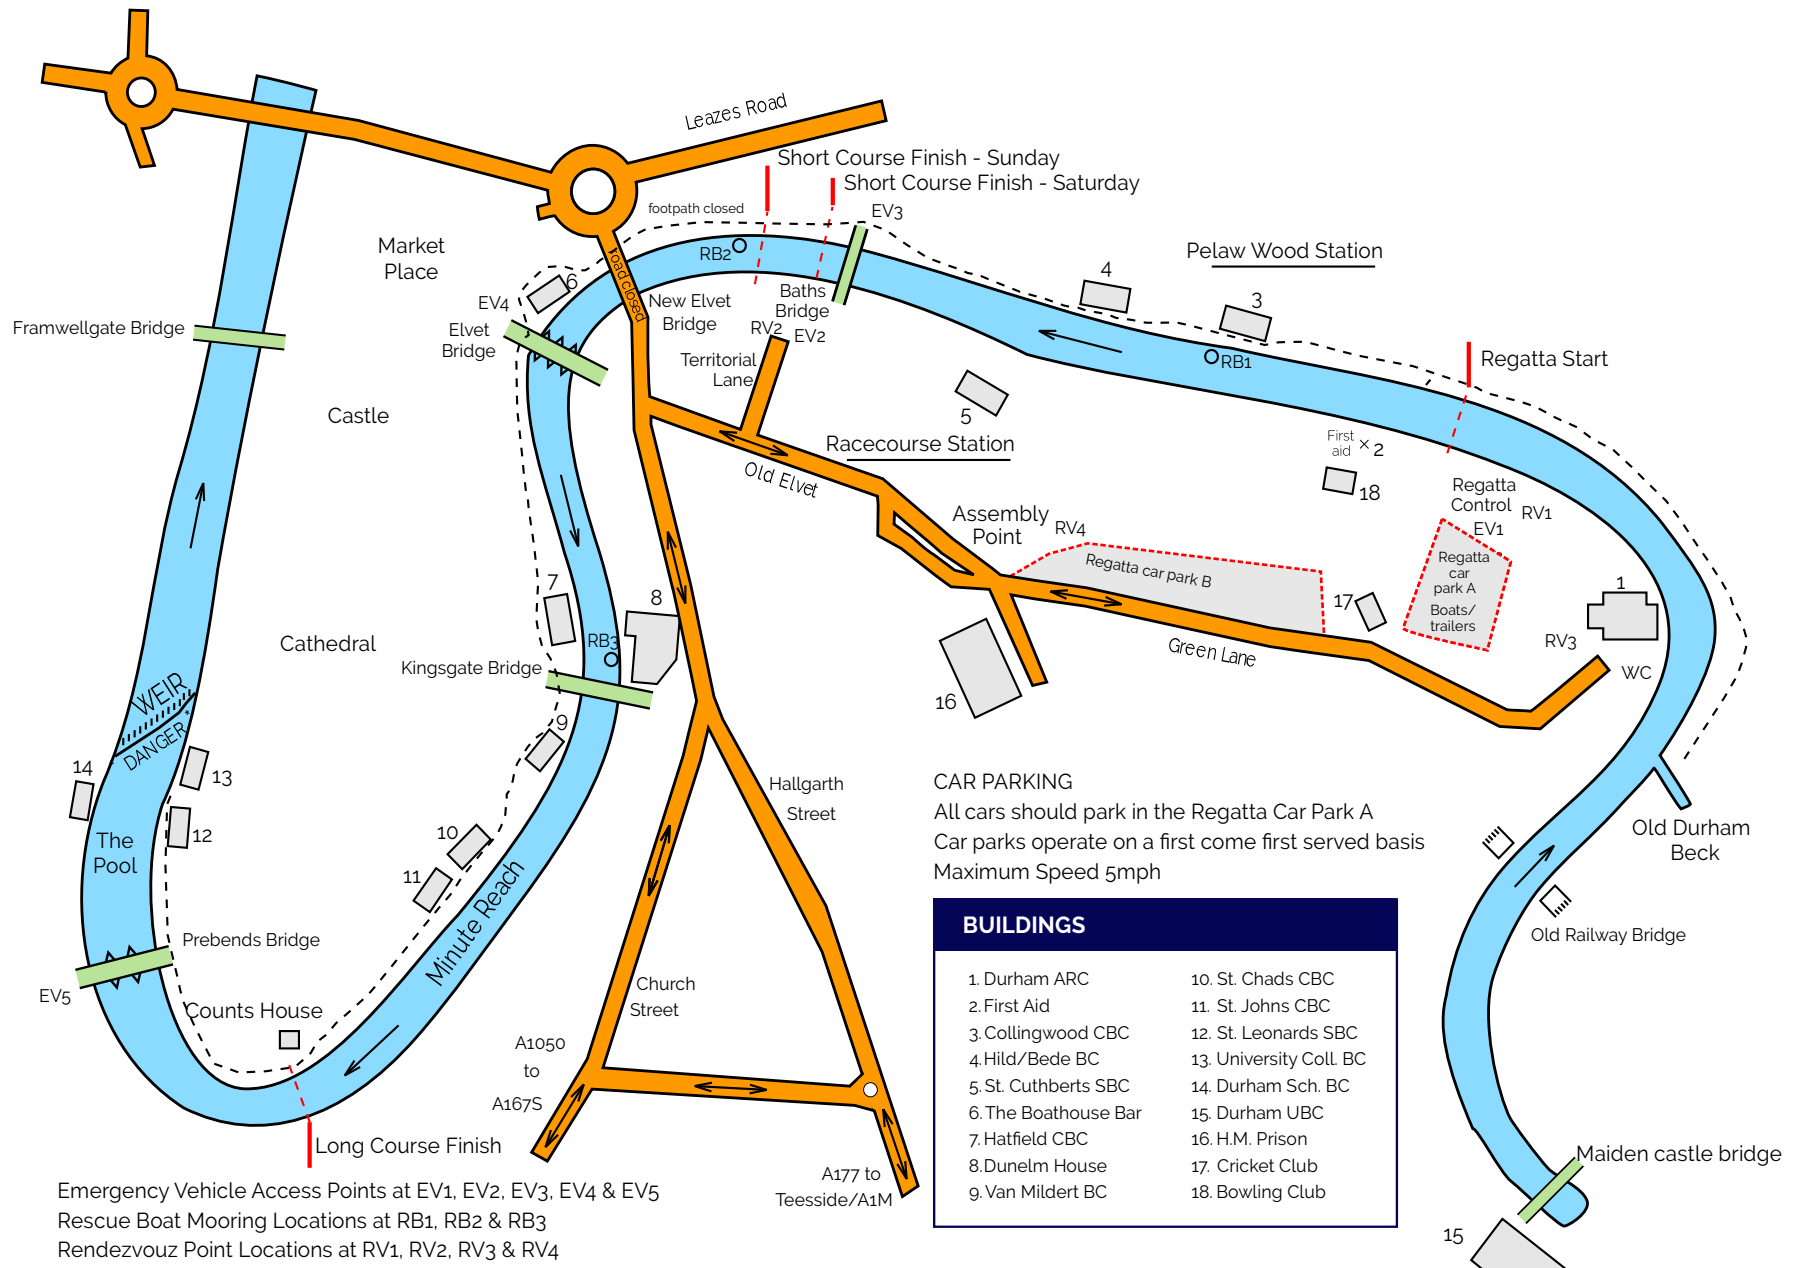 Leazes Road
Short Course Finish - Sunday
Short Course Finish - Saturday
footpath closed
EV3
Market
Place
RB2
Pelaw Wood Station
road closed
6
4
3
EV4
New Elvet
Bridge
Baths
Bridge
Framwellgate Bridge
Elvet
Bridge
RV2
EV2
RB1
Regatta Start
Territorial
Lane
Castle
5
Racecourse Station
First
aid
× 2
Old Elvet
18
Regatta
Control
RV1
EV1
Assembly
Point
RV4
Regatta car park B
Regatta
car
park A
Boats/
trailers
7
8
17
1
Cathedral
RB3
Kingsgate Bridge
Green Lane
RV3
WC
WEIR
DANGER
16
9
14
13
CAR PARKING
All cars should park in the Regatta Car Park A
Car parks operate on a first come first served basis
Maximum Speed 5mph
Hallgarth
Street
The
Pool
12
10
11
Minute Reach
Old Durham
Beck
Old Railway Bridge
Prebends Bridge
EV5
Counts House
Church
Street
A1050
to
A167S
Long Course Finish
A177 to
Teesside/A1M
BUILDINGS
1. Durham ARC
2. First Aid
3. Collingwood CBC
4. Hild/Bede BC
5. St. Cuthberts SBC
6. The Boathouse Bar
7. Hatfield CBC
8. Dunelm House
9. Van Mildert BC
10. St. Chads CBC
11. St. Johns CBC
12. St. Leonards SBC
13. University Coll. BC
14. Durham Sch. BC
15. Durham UBC
16. H.M. Prison
17. Cricket Club
18. Bowling Club
Maiden castle bridge
15
Emergency Vehicle Access Points at EV1, EV2, EV3, EV4 & EV5
Rescue Boat Mooring Locations at RB1, RB2 & RB3
Rendezvouz Point Locations at RV1, RV2, RV3 & RV4